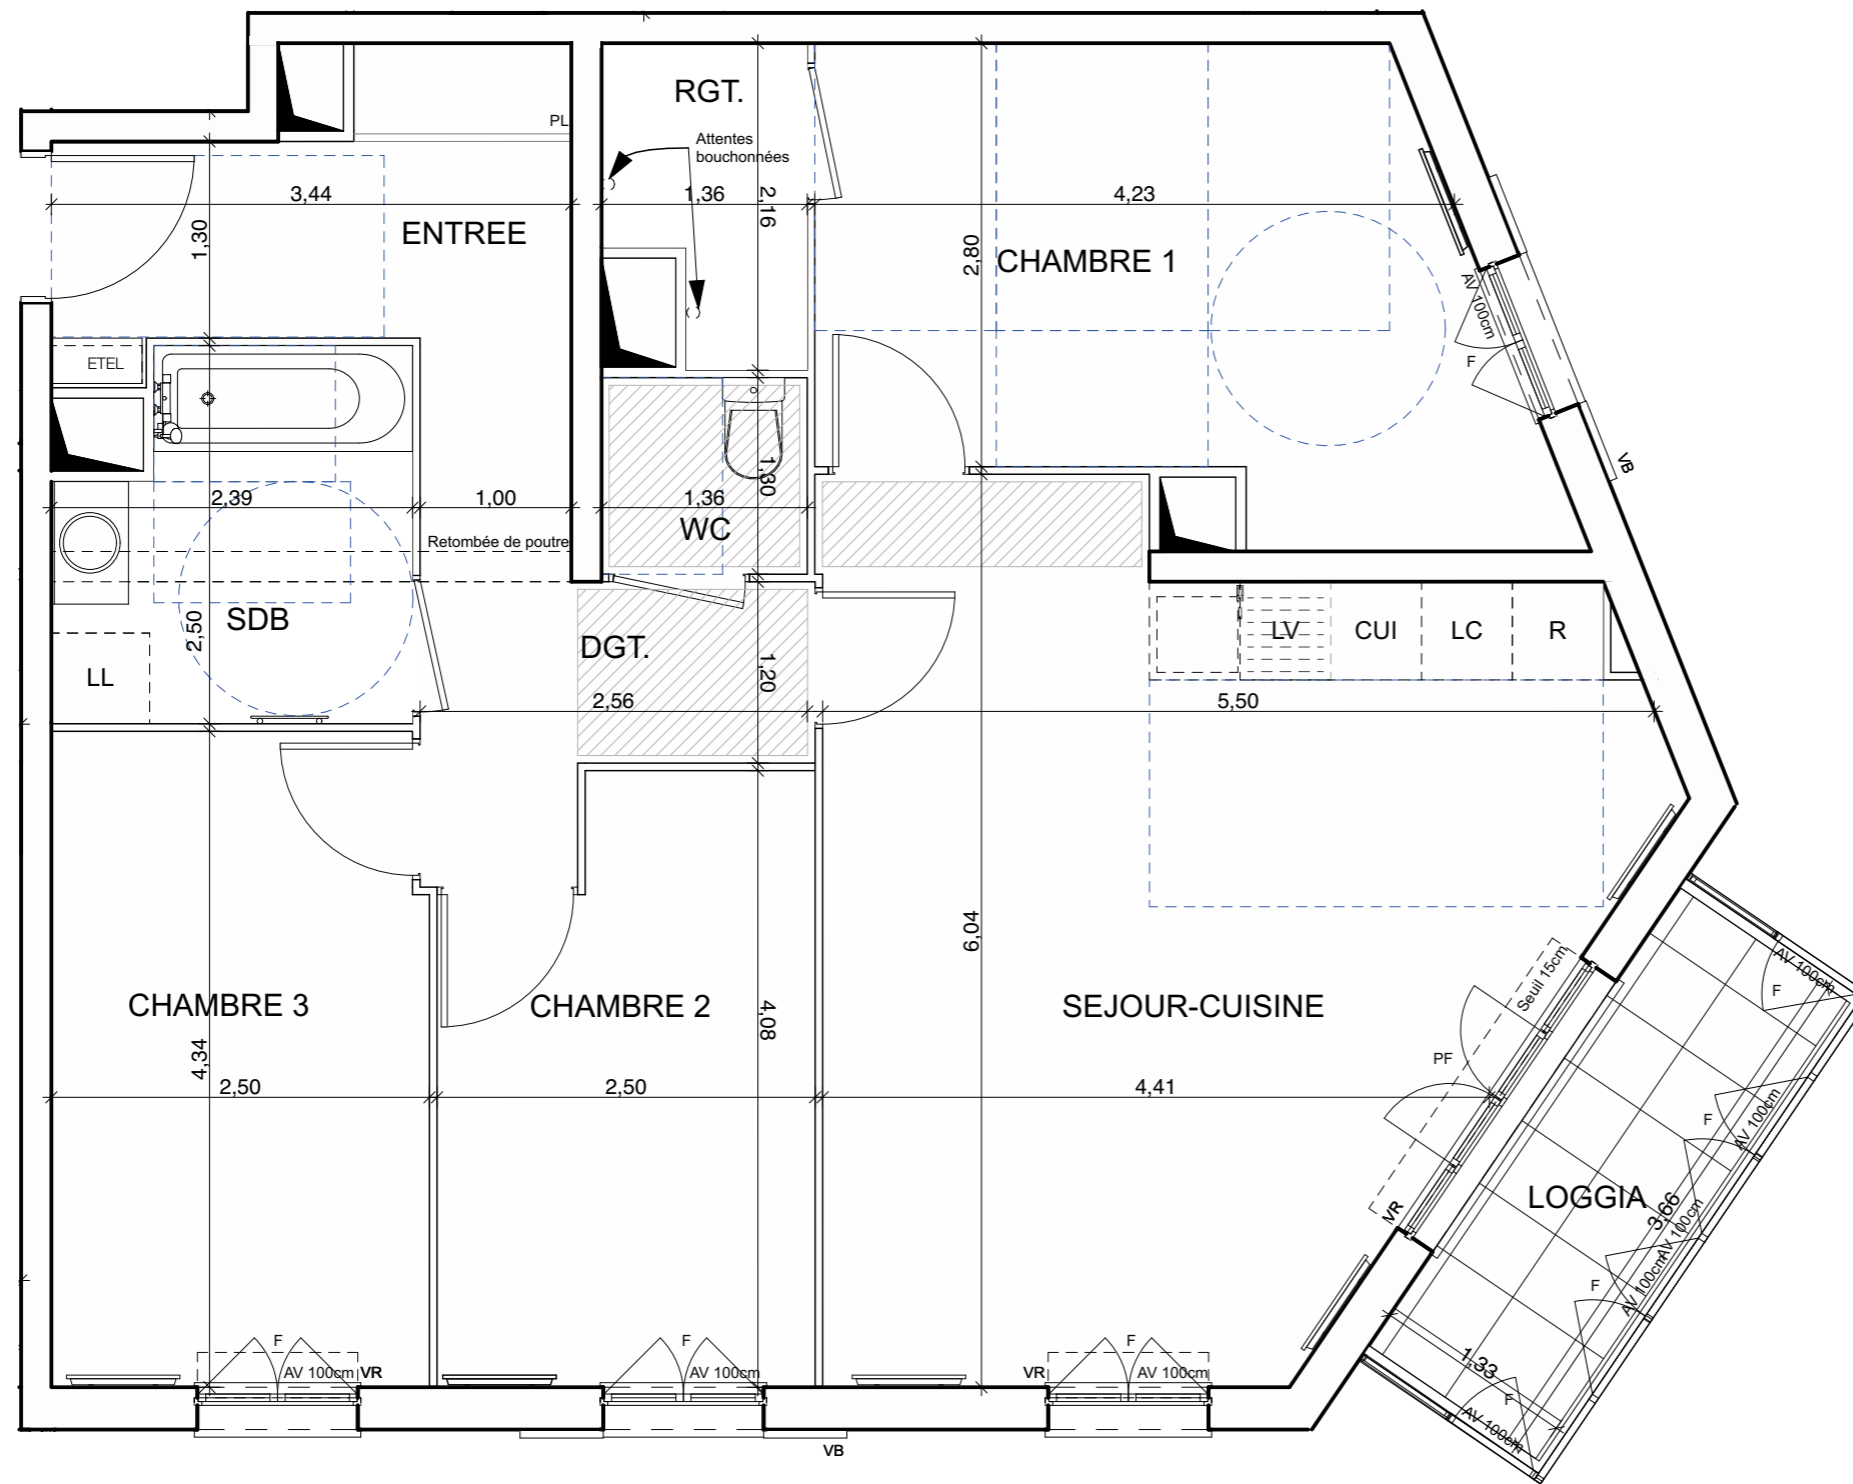 RGT.
PL
Attentes
bouchonnées
3,44
1,36
2,16
4,23
1,30
ENTREE
2,80
CHAMBRE 1
AV 100cm
F
ETEL
VB
2,39
1,00
1,36
1,30
WC
Retombée de poutre
SDB
2,50
DGT.
1,20
LL
LV
CUI
LC
R
2,56
5,50
6,04
Seuil 15cm
AV 100cm
F
CHAMBRE 3
CHAMBRE 2
4,08
SEJOUR-CUISINE
4,34
PF
2,50
2,50
4,41
F
AV 100cm
LOGGIA
VR
3,66
AV 100cm
AV 100cm
F
1,33
F
AV 100cm
F
AV 100cm
VR
F
AV 100cm
VR
F
AV 100cm
VB